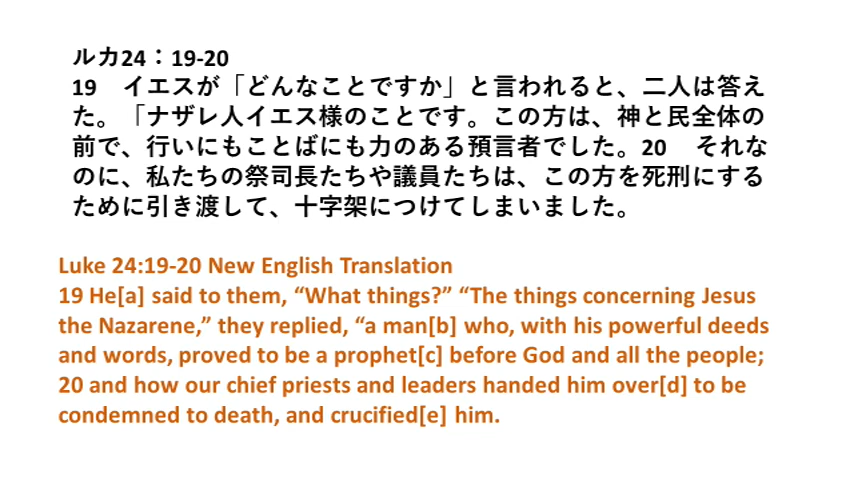 ルカ24：19-20
19　イエスが「どんなことですか」と言われると、二人は答え
た。「ナザレ人イエス様のことです。この方は、神と民全体の
前で、行いにもことばにも力のある預言者でした。20　それな
のに、私たちの祭司長たちや議員たちは、この方を死刑にする
ために引き渡して、十字架につけてしまいました。
Luke 24:19-20 New English Translation
19 He[a] said to them, “What things?” “The things concerning Jesus
the Nazarene,” they replied, “a man[b] who, with his powerful deeds
and words, proved to be a prophet[c] before God and all the people;
20 and how our chief priests and leaders handed him over[d] to be
condemned to death, and crucified[e] him.